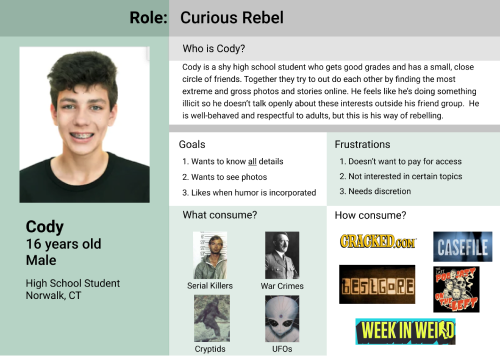 Role: Curious Rebel
Who is Cody?
Cody is a shy high school student who gets good grades and has a small, close
circle of friends. Together they try to out do each other by finding the most
extreme and gross photos and stories online. He feels like he's doing something
illicit so he doesn't talk openly about these interests outside his friend group. He
is well-behaved and respectful to adults, but this is his way of rebelling.
Goals
1. Wants to know all details
2. Wants to see photos
3. Likes when humor is incorporated
Frustrations
1. Doesn't want to pay for access
2. Not interested in certain topics
3. Needs discretion
Cody
16 years old
Male
High School Student
Norwalk, CT
What consume?
Serial Killers
War Crimes
Cryptids
UFOs
How consume?
CRACKED.COM
CASEFILE
BESTGORE
THE LAST
PODCAST
ON THE
LEFT
WEEK IN WEIRD